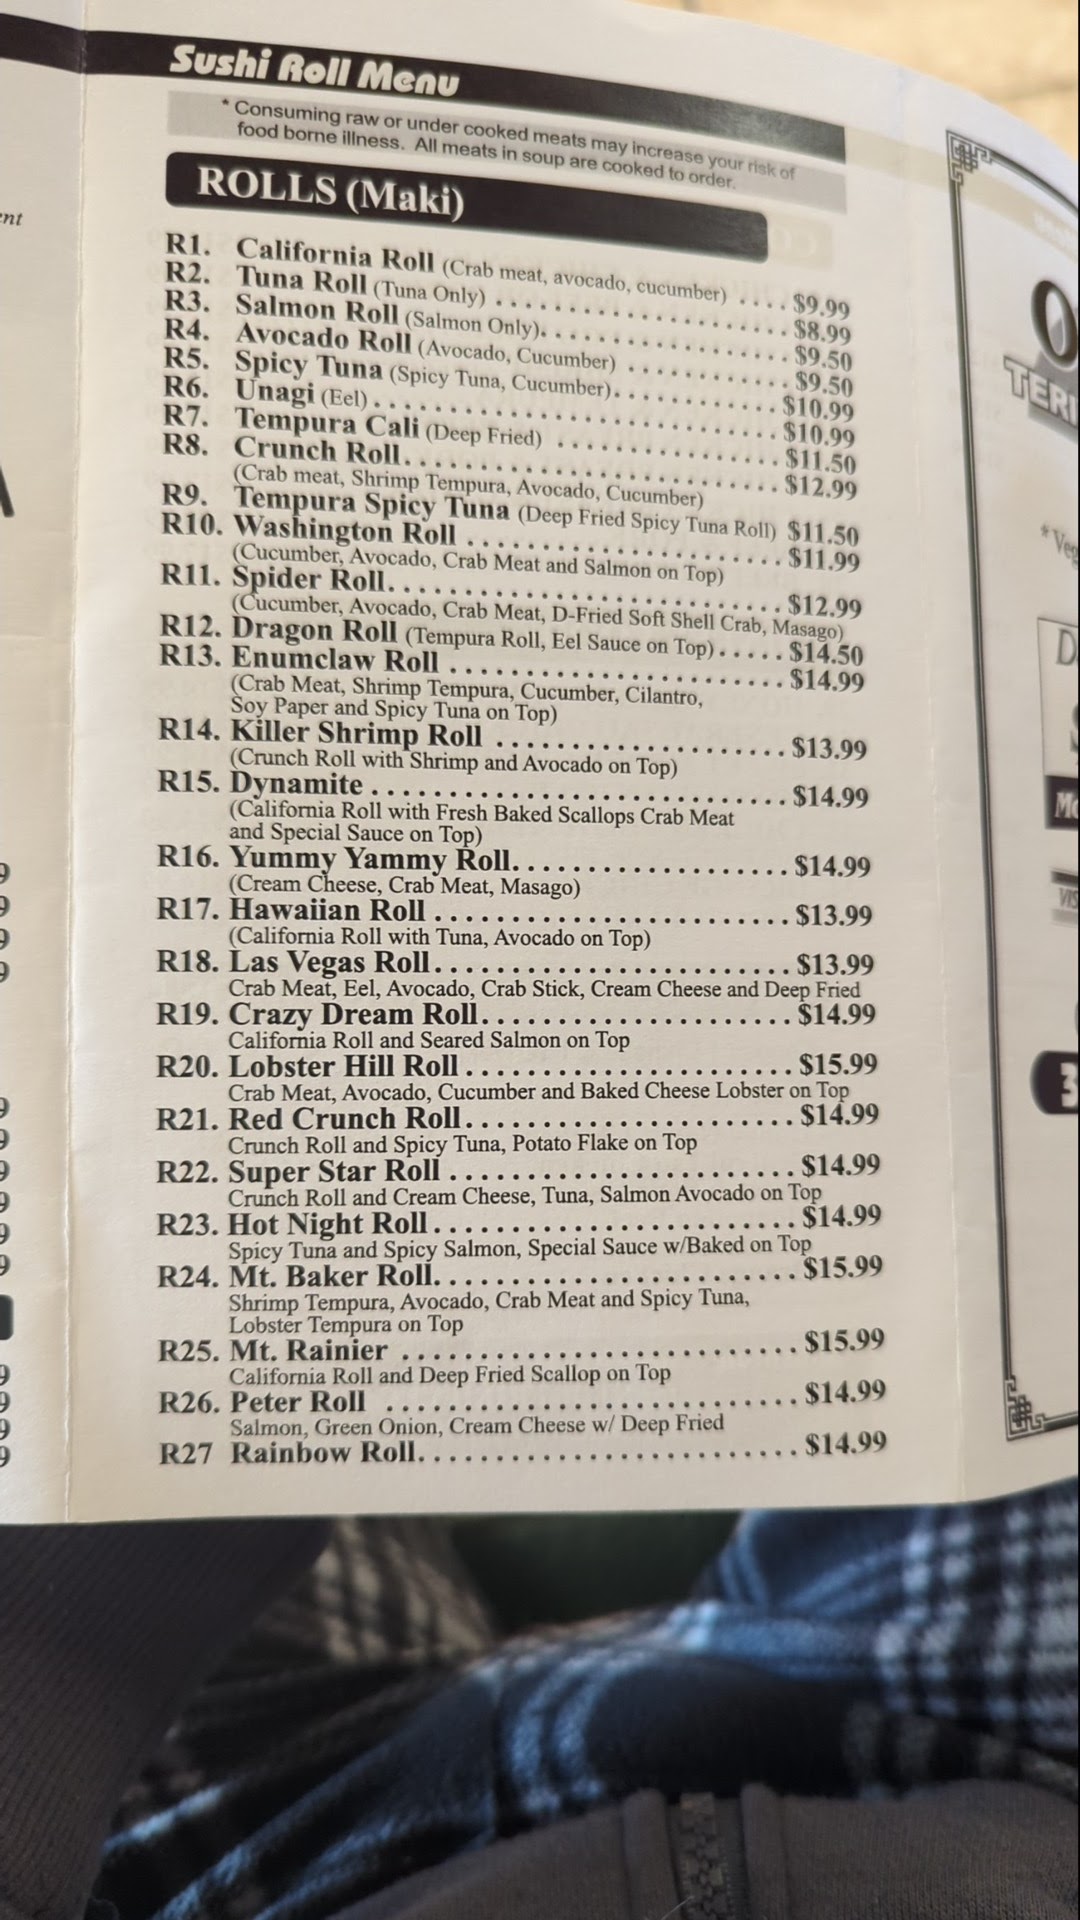 Sushi Roll Menu
* Consuming raw or under cooked meats may increase your risk of
food borne illness. All meats in soup are cooked to order.
ROLLS (Maki)
R1. California Roll (Crab meat, avocado, cucumber) .... $9.99
R2. Tuna Roll (Tuna Only) ........................ $8.99
R3. Salmon Roll (Salmon Only)..................... $9.50
R4. Avocado Roll (Avocado, Cucumber) ............ $9.50
R5. Spicy Tuna (Spicy Tuna, Cucumber)............ $10.99
R6. Unagi (Eel) .............................. $10.99
R7. Tempura Cali (Deep Fried) ................ $11.50
R8. Crunch Roll............................ $12.99
(Crab meat, Shrimp Tempura, Avocado, Cucumber)
R9. Tempura Spicy Tuna (Deep Fried Spicy Tuna Roll) $11.50
R10. Washington Roll ....................... $11.99
(Cucumber, Avocado, Crab Meat and Salmon on Top)
R11. Spider Roll............................. $12.99
(Cucumber, Avocado, Crab Meat, D-Fried Soft Shell Crab, Masago)
R12. Dragon Roll (Tempura Roll, Eel Sauce on Top)..... $14.50
R13. Enumclaw Roll ........................ $14.99
(Crab Meat, Shrimp Tempura, Cucumber, Cilantro,
Soy Paper and Spicy Tuna on Top)
R14. Killer Shrimp Roll .................... $13.99
(Crunch Roll with Shrimp and Avocado on Top)
R15. Dynamite ............................. $14.99
(California Roll with Fresh Baked Scallops Crab Meat
and Special Sauce on Top)
R16. Yummy Yammy Roll................... $14.99
(Cream Cheese, Crab Meat, Masago)
R17. Hawaiian Roll ......................... $13.99
(California Roll with Tuna, Avocado on Top)
R18. Las Vegas Roll......................... $13.99
Crab Meat, Eel, Avocado, Crab Stick, Cream Cheese and Deep Fried
R19. Crazy Dream Roll...................... $14.99
California Roll and Seared Salmon on Top
R20. Lobster Hill Roll....................... $15.99
Crab Meat, Avocado, Cucumber and Baked Cheese Lobster on Top
R21. Red Crunch Roll....................... $14.99
Crunch Roll and Spicy Tuna, Potato Flake on Top
R22. Super Star Roll ........................ $14.99
Crunch Roll and Cream Cheese, Tuna, Salmon Avocado on Top
R23. Hot Night Roll......................... $14.99
Spicy Tuna and Spicy Salmon, Special Sauce w/Baked on Top
R24. Mt. Baker Roll......................... $15.99
Shrimp Tempura, Avocado, Crab Meat and Spicy Tuna,
Lobster Tempura on Top
R25. Mt. Rainier ........................... $15.99
California Roll and Deep Fried Scallop on Top
R26. Peter Roll ............................ $14.99
Salmon, Green Onion, Cream Cheese w/ Deep Fried
R27 Rainbow Roll.......................... $14.99